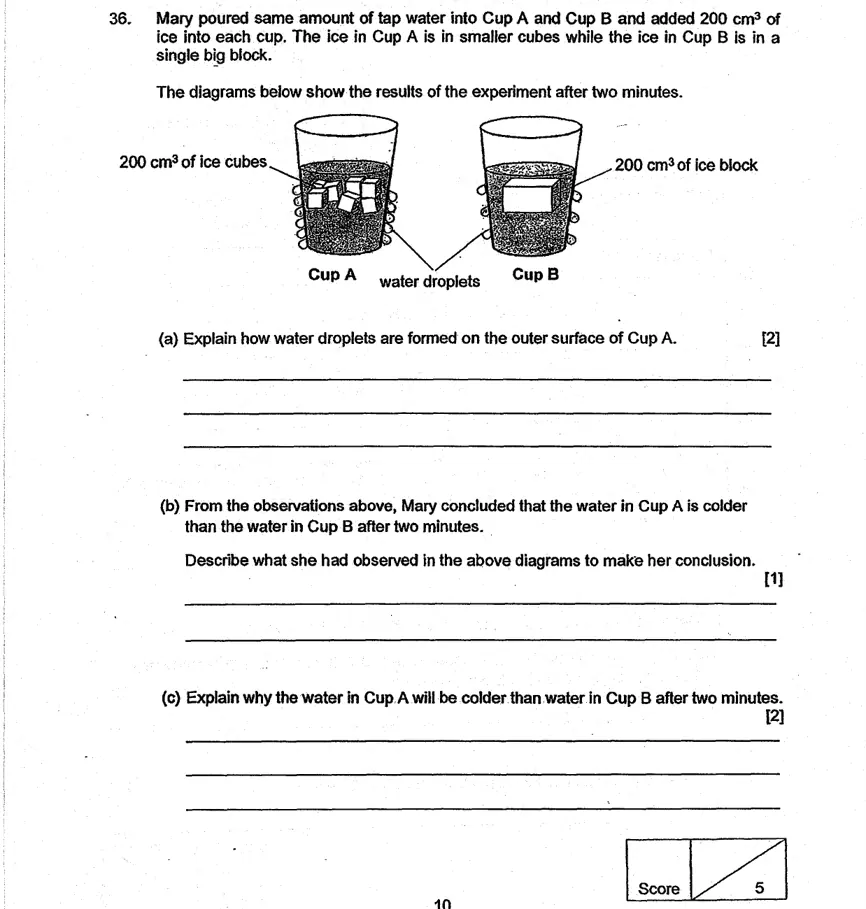 36. Mary poured same amount of tap water into Cup A and Cup B and added 200 cm³ of
ice into each cup. The ice in Cup A is in smaller cubes while the ice in Cup B is in a
single big block.
The diagrams below show the results of the experiment after two minutes.
200 cm³ of ice cubes
200 cm³ of ice block
Cup A
water droplets
Cup B
(a) Explain how water droplets are formed on the outer surface of Cup A. [2]
(b) From the observations above, Mary concluded that the water in Cup A is colder
than the water in Cup B after two minutes.
Describe what she had observed in the above diagrams to make her conclusion.
[1]
(c) Explain why the water in Cup A will be colder than water in Cup B after two minutes.
[2]
Score 5
10